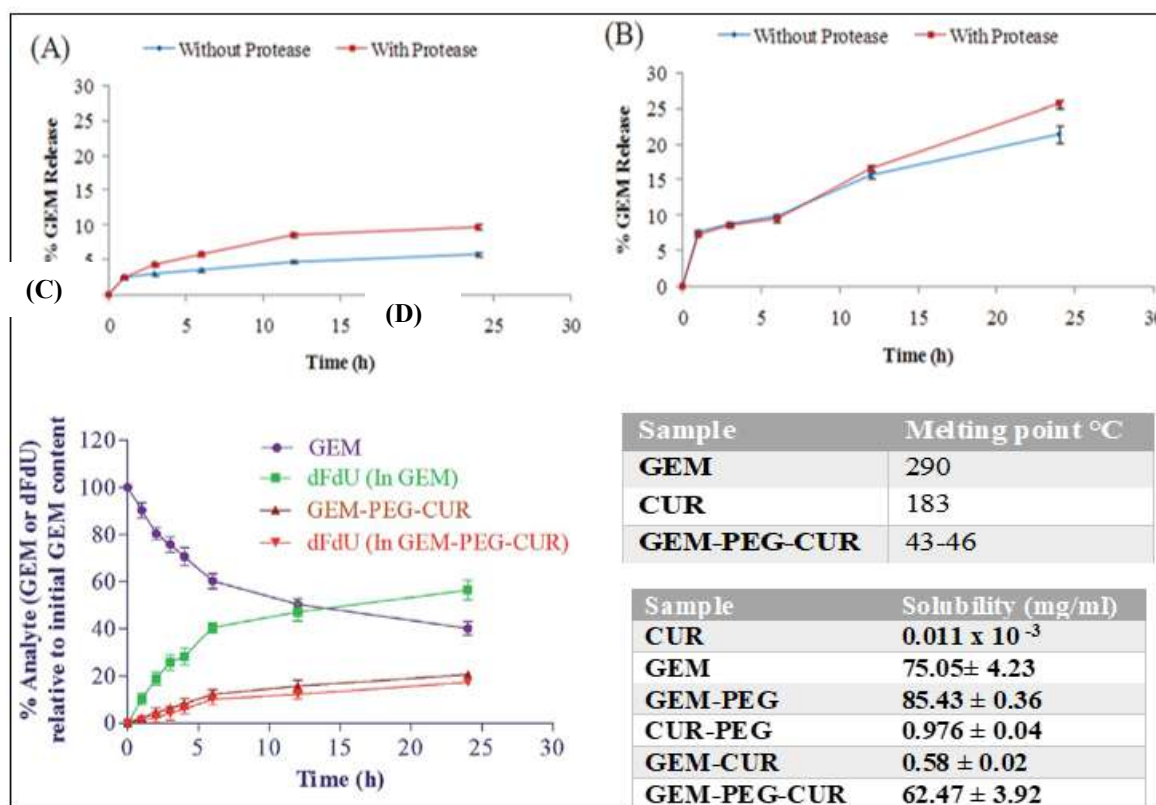 (A)
Without Protease With Protease
% GEM Release
30
25
20
15
10
5
0
0 5 10 15 20 25 30
Time (h)
(B)
Without Protease With Protease
% GEM Release
30
25
20
15
10
5
0
0 5 10 15 20 25 30
Time (h)
(C)
(D)
% Analyte (GEM or dFdU)
relative to initial GEM content
120
100
80
60
40
20
0
0 5 10 15 20 25 30
Time (h)
GEM
dFdU (In GEM)
GEM-PEG-CUR
dFdU (In GEM-PEG-CUR)
Sample Melting point °C
GEM 290
CUR 183
GEM-PEG-CUR 43-46
Sample Solubility (mg/ml)
CUR 0.011 x 10 -3
GEM 75.05± 4.23
GEM-PEG 85.43 ± 0.36
CUR-PEG 0.976 ± 0.04
GEM-CUR 0.58 ± 0.02
GEM-PEG-CUR 62.47 ± 3.92